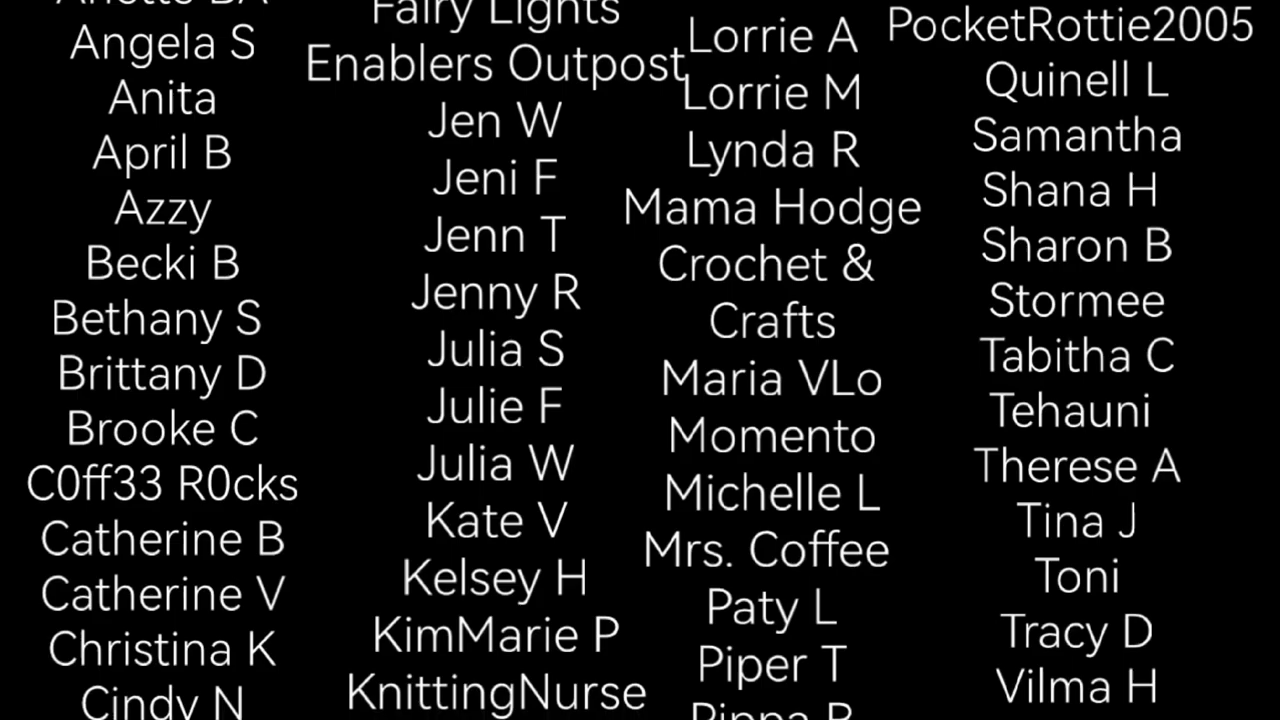 Angela S
Anita
April B
Azzy
Becki B
Bethany S
Brittany D
Brooke C
C0ff33 R0cks
Catherine B
Catherine V
Christina K
Cindy N
Fairy Lights
Enablers Outpost
Jen W
Jeni F
Jenn T
Jenny R
Julia S
Julie F
Julia W
Kate V
Kelsey H
KimMarie P
KnittingNurse
Lorrie A
Lorrie M
Lynda R
Mama Hodge
Crochet &
Crafts
Maria VLo
Momento
Michelle L
Mrs. Coffee
Paty L
Piper T
PocketRottie2005
Quinell L
Samantha
Shana H
Sharon B
Stormee
Tabitha C
Tehauni
Therese A
Tina J
Toni
Tracy D
Vilma H